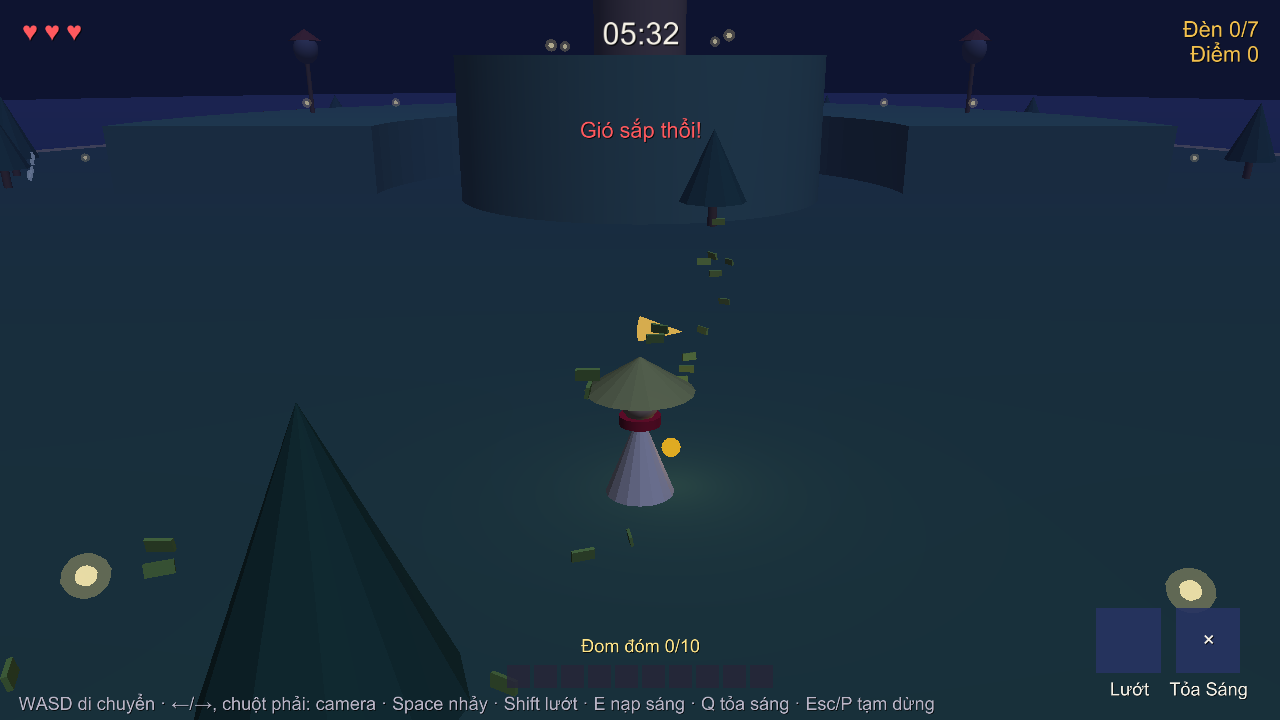 05:32
Đèn 0/7
Điểm 0
Gió sắp thổi!
Đom đóm 0/10
×
Lướt
Tỏa Sáng
WASD di chuyển · ←/→, chuột phải: camera · Space nhảy · Shift lướt · E nạp sáng · Q tỏa sáng · Esc/P tạm dừng